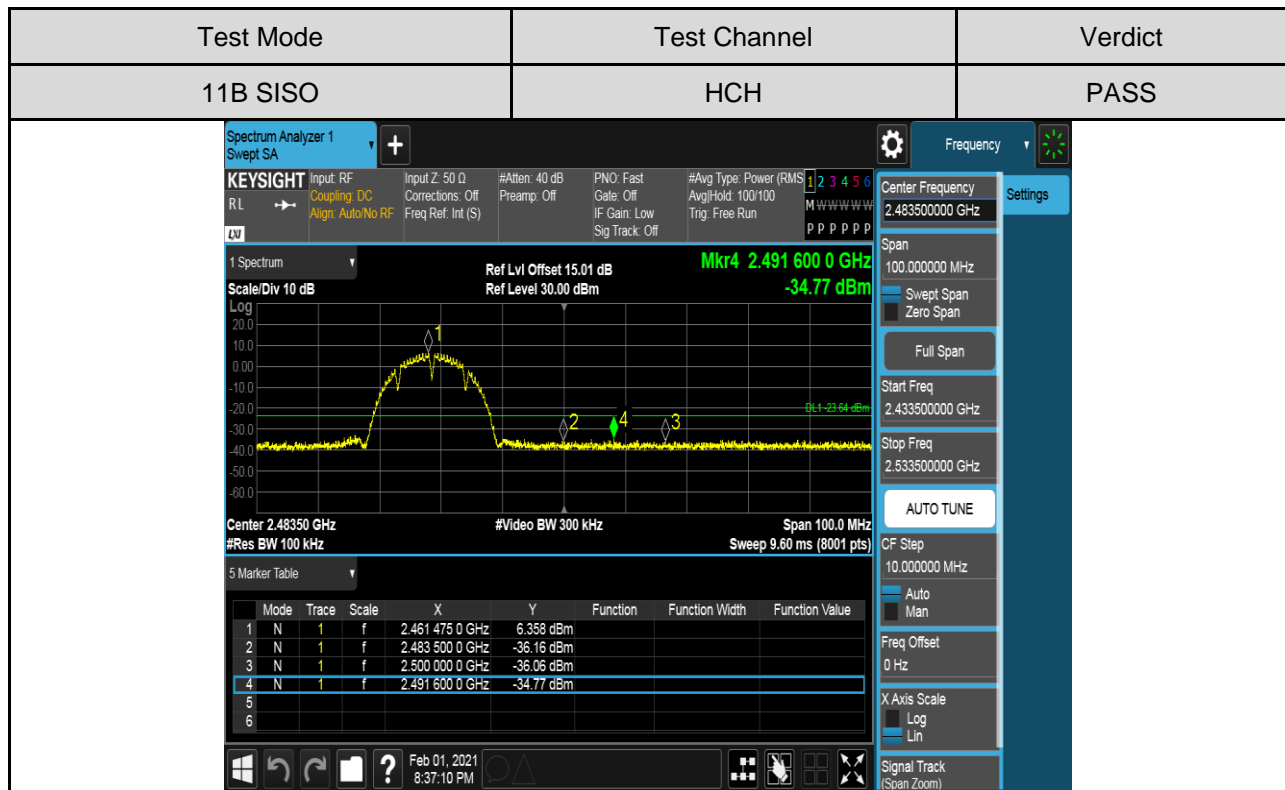 Test Mode Test Channel Verdict
11B SISO HCH PASS
Spectrum Analyzer 1
Swept SA
+
Frequency
KEYSIGHT Input: RF Input Z: 50 Ω #Atten: 40 dB PNO: Fast #Avg Type: Power (RMS 1 2 3 4 5 6
RL Coupling: DC Corrections: Off Preamp: Off Gate: Off Avg|Hold: 100/100 M W W W W W
Align: Auto/No RF Freq Ref: Int (S) IF Gain: Low Trig: Free Run
LXI Sig Track: Off P P P P P P
1 Spectrum
Ref Lvl Offset 15.01 dB Mkr4 2.491 600 0 GHz
Scale/Div 10 dB Ref Level 30.00 dBm -34.77 dBm
Log
20.0
10.0
0.00
-10.0
-20.0
-30.0
-40.0
-50.0
-60.0
1
2
4
3
DL1 -23.64 dBm
Center 2.48350 GHz #Video BW 300 kHz Span 100.0 MHz
#Res BW 100 kHz Sweep 9.60 ms (8001 pts)
5 Marker Table
Mode Trace Scale X Y Function Function Width Function Value
1 N 1 f 2.461 475 0 GHz 6.358 dBm
2 N 1 f 2.483 500 0 GHz -36.16 dBm
3 N 1 f 2.500 000 0 GHz -36.06 dBm
4 N 1 f 2.491 600 0 GHz -34.77 dBm
5
6
?
Feb 01, 2021
8:37:10 PM
Center Frequency
2.483500000 GHz
Settings
Span
100.000000 MHz
Swept Span
Zero Span
Full Span
Start Freq
2.433500000 GHz
Stop Freq
2.533500000 GHz
AUTO TUNE
CF Step
10.000000 MHz
Auto
Man
Freq Offset
0 Hz
X Axis Scale
Log
Lin
Signal Track
(Span Zoom)